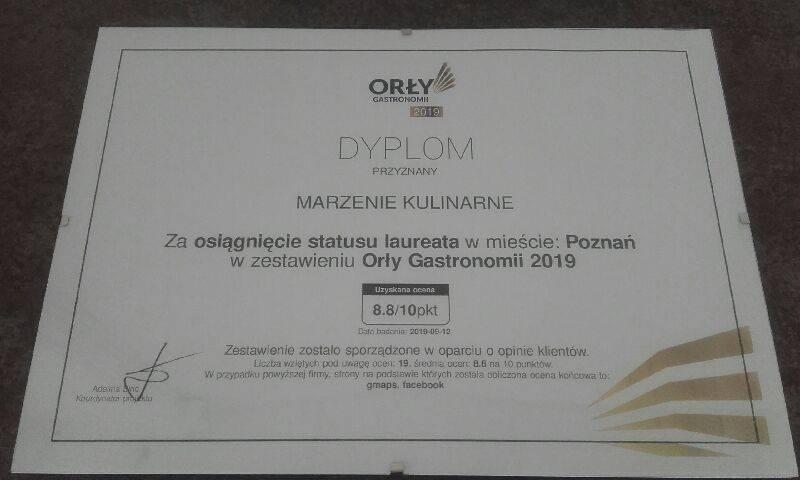 ORŁY
GASTRONOMII
2019
DYPLOM
PRZYZNANY
MARZENIE KULINARNE
Za osiągnięcie statusu laureata w mieście: Poznań
w zestawieniu Orły Gastronomii 2019
Uzyskana ocena
8.8/10pkt
Data badania: 2019-09-12
Zestawienie zostało sporządzone w oparciu o opinie klientów.
Liczba wziętych pod uwagę ocen: 19, średnia ocen: 8.6 na 10 punktów.
W przypadku powyższej firmy, strony na podstawie których została obliczona ocena końcowa to:
gmaps, facebook
Adelina
Koordynator projektu